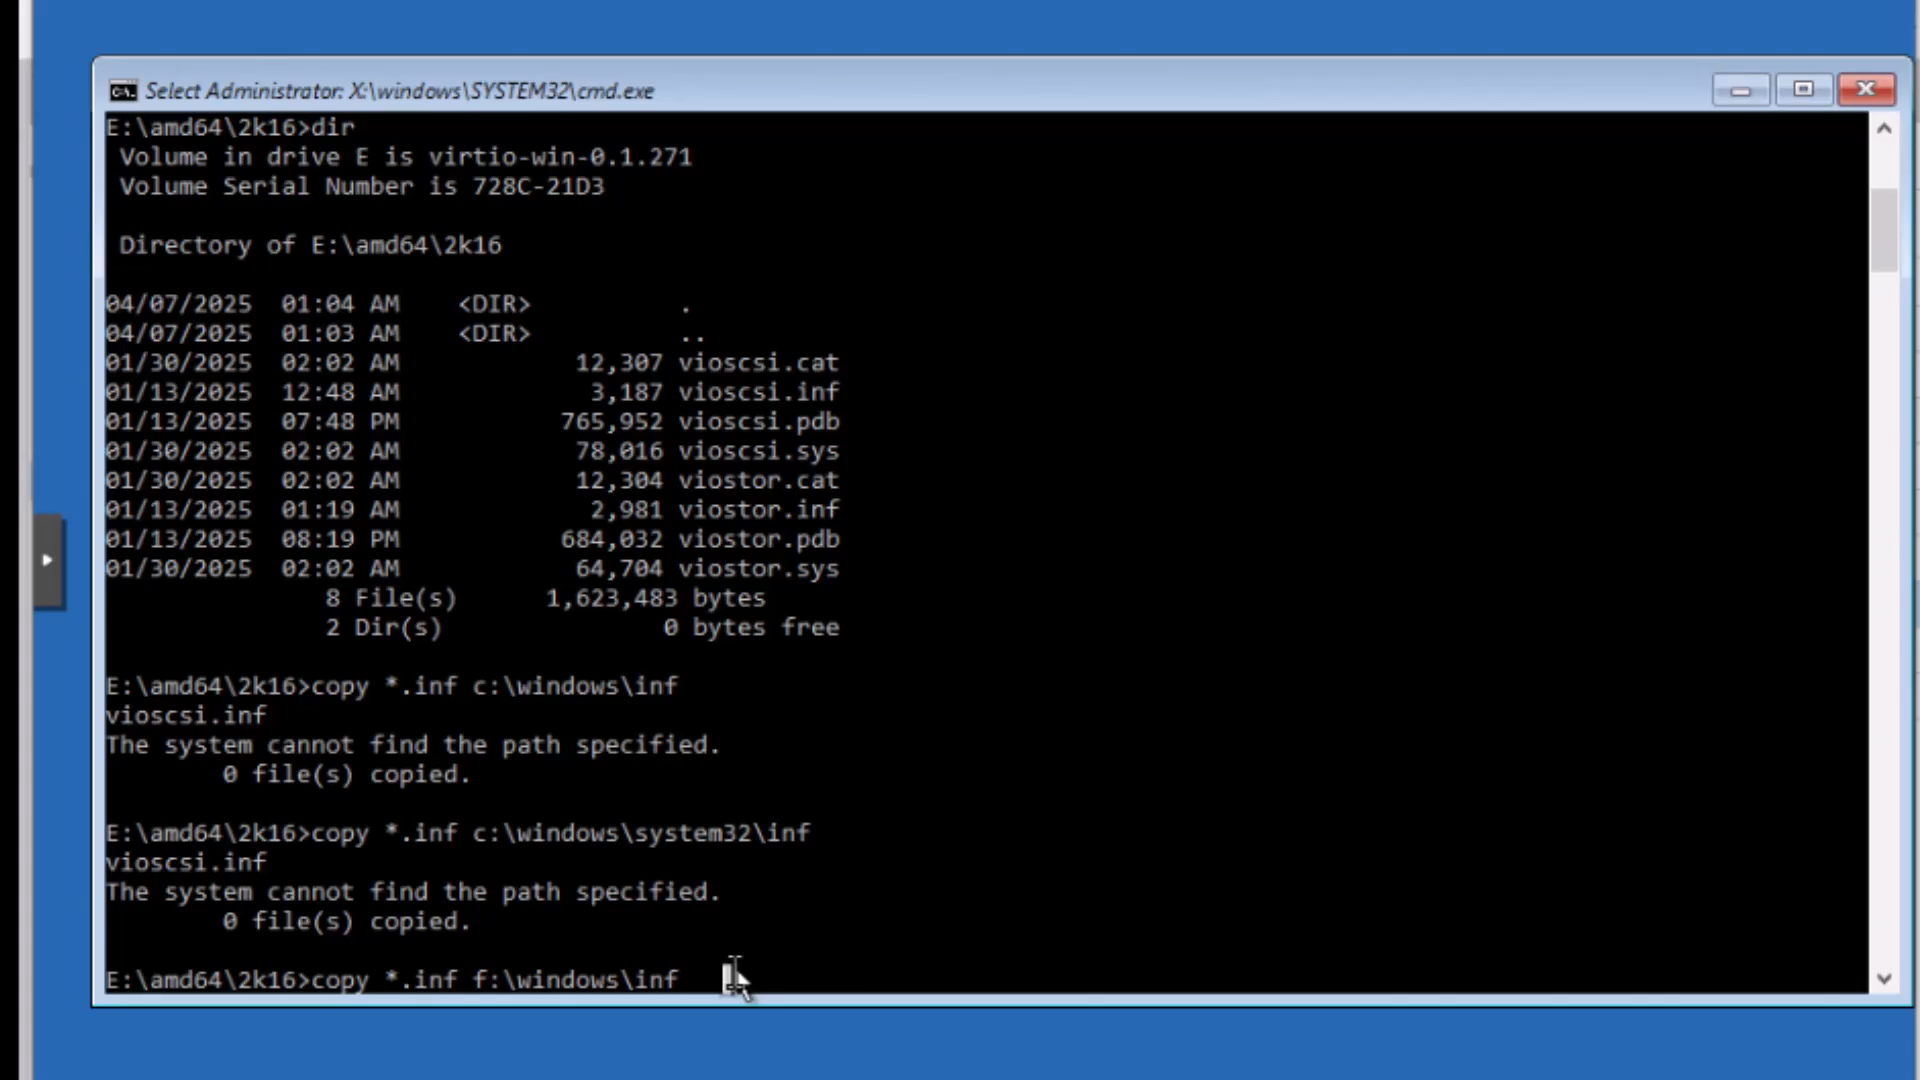 Select Administrator: X:\windows\SYSTEM32\cmd.exe
E:\amd64\2k16>dir
Volume in drive E is virtio-win-0.1.271
Volume Serial Number is 728C-21D3
Directory of E:\amd64\2k16
04/07/2025 01:04 AM <DIR> .
04/07/2025 01:03 AM <DIR> ..
01/30/2025 02:02 AM 12,307 vioscsi.cat
01/13/2025 12:48 AM 3,187 vioscsi.inf
01/13/2025 07:48 PM 765,952 vioscsi.pdb
01/30/2025 02:02 AM 78,016 vioscsi.sys
01/30/2025 02:02 AM 12,304 viostor.cat
01/13/2025 01:19 AM 2,981 viostor.inf
01/13/2025 08:19 PM 684,032 viostor.pdb
01/30/2025 02:02 AM 64,704 viostor.sys
8 File(s) 1,623,483 bytes
2 Dir(s) 0 bytes free
E:\amd64\2k16>copy *.inf c:\windows\inf
vioscsi.inf
The system cannot find the path specified.
0 file(s) copied.
E:\amd64\2k16>copy *.inf c:\windows\system32\inf
vioscsi.inf
The system cannot find the path specified.
0 file(s) copied.
E:\amd64\2k16>copy *.inf f:\windows\inf